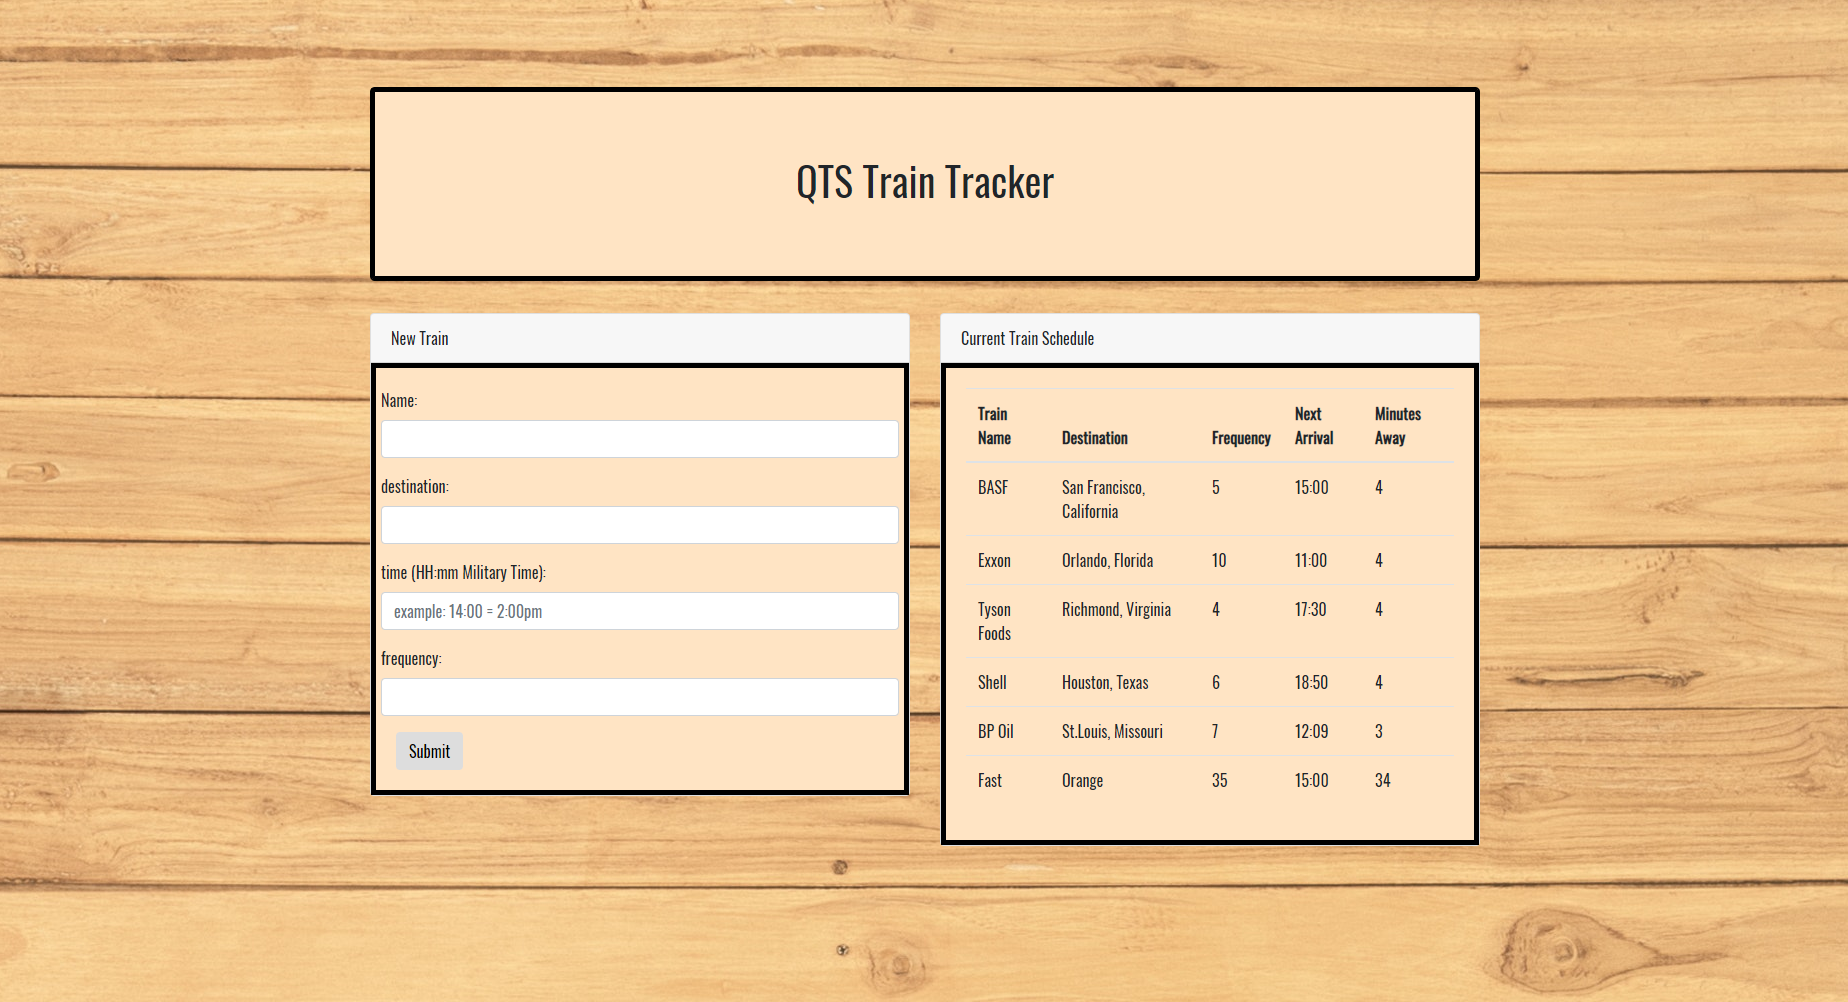 QTS Train Tracker
New Train
Name:
destination:
time (HH:mm Military Time):
example: 14:00 = 2:00pm
frequency:
Submit
Current Train Schedule
Train Name Destination Frequency Next Arrival Minutes Away
BASF San Francisco, California 5 15:00 4
Exxon Orlando, Florida 10 11:00 4
Tyson Foods Richmond, Virginia 4 17:30 4
Shell Houston, Texas 6 18:50 4
BP Oil St.Louis, Missouri 7 12:09 3
Fast Orange 35 15:00 34